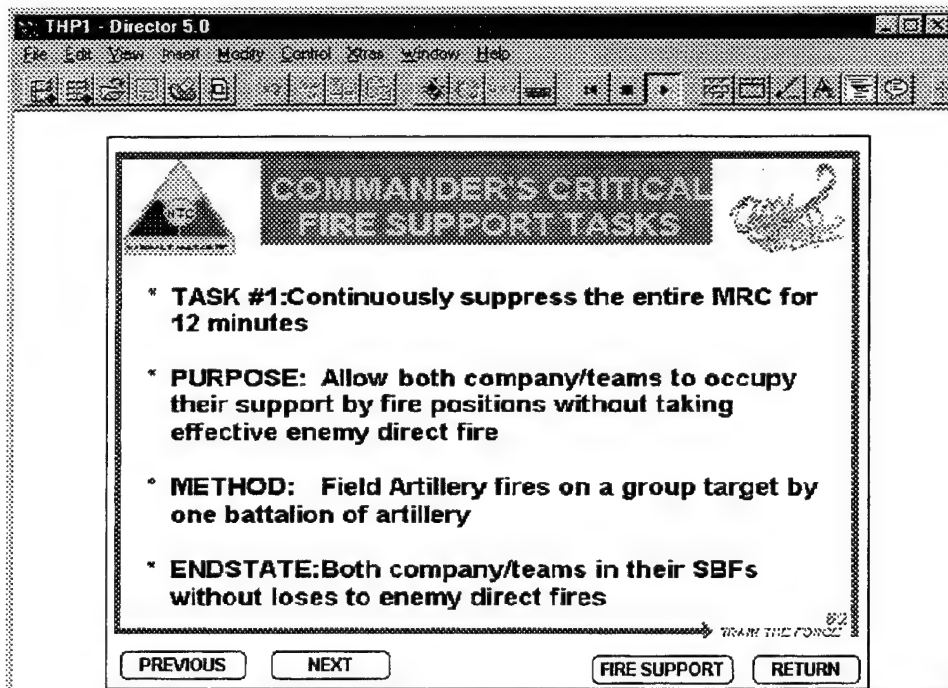 THP1 - Director 5.0
File Edit View Insert Modify Control Xtras Window Help
NTC
COMMANDER'S CRITICAL
FIRE SUPPORT TASKS
* TASK #1:Continuously suppress the entire MRC for
12 minutes
* PURPOSE: Allow both company/teams to occupy
their support by fire positions without taking
effective enemy direct fire
* METHOD: Field Artillery fires on a group target by
one battalion of artillery
* ENDSTATE:Both company/teams in their SBFs
without loses to enemy direct fires
TRAIN THE FORCE
PREVIOUS NEXT FIRE SUPPORT RETURN